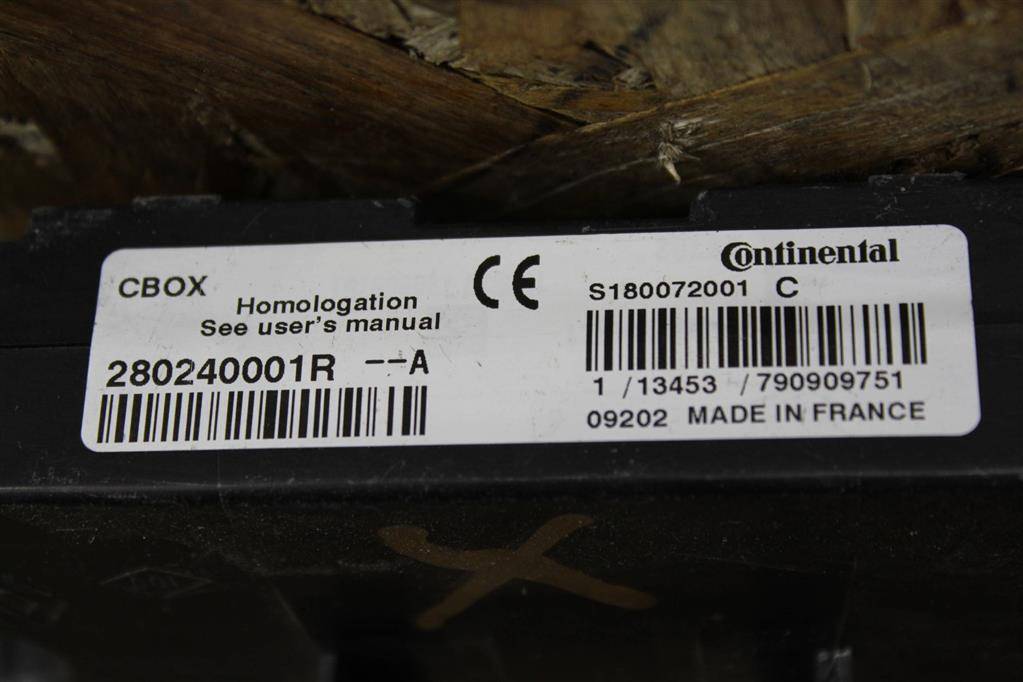 CBOX
Homologation
See user's manual
280240001R --A
CE
Continental
S180072001 C
1 /13453 /790909751
09202 MADE IN FRANCE